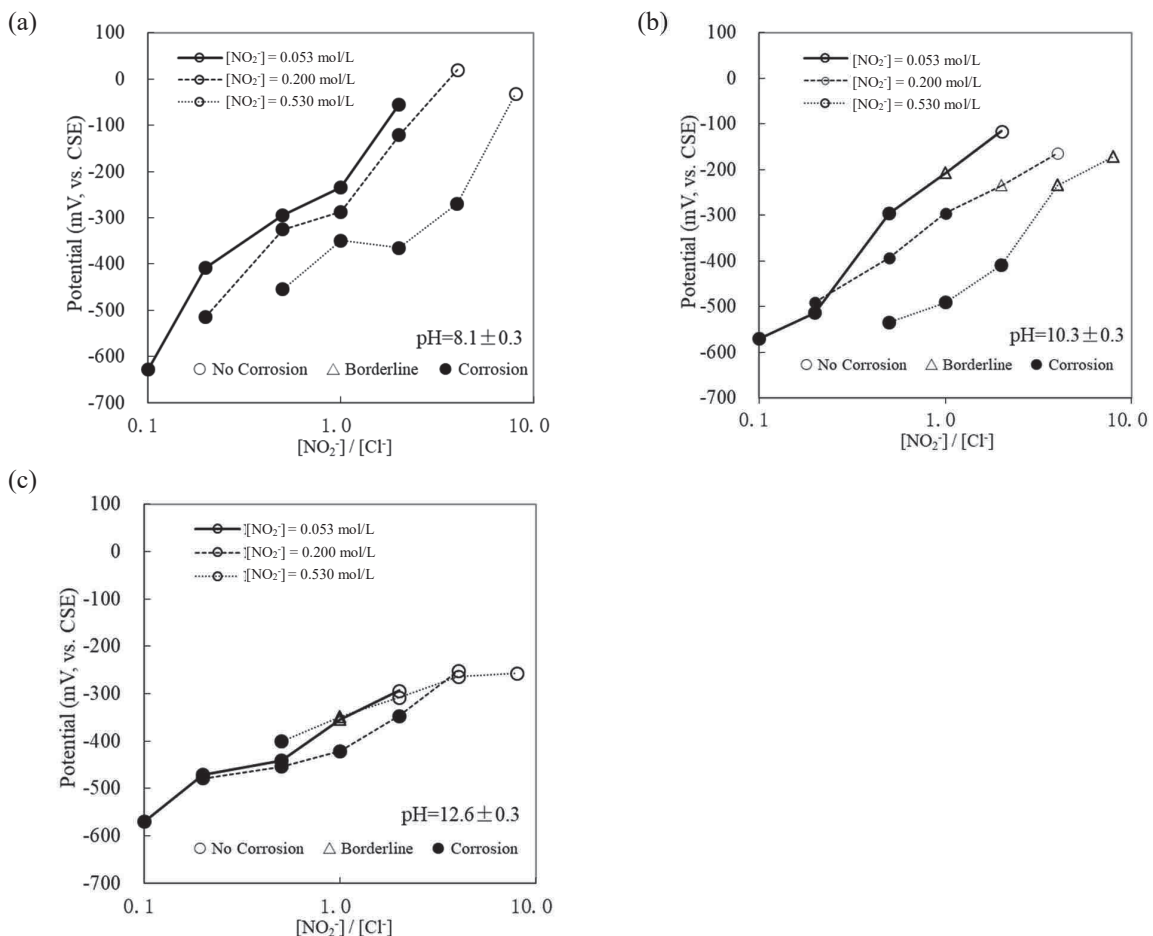 (a)
100
0
-100
-200
-300
-400
-500
-600
-700
Potential (mV, vs. CSE)
[NO₂⁻] = 0.053 mol/L
[NO₂⁻] = 0.200 mol/L
[NO₂⁻] = 0.530 mol/L
pH=8.1±0.3
○ No Corrosion △ Borderline ● Corrosion
0.1 1.0 10.0
[NO₂⁻] / [Cl⁻]
(b)
100
0
-100
-200
-300
-400
-500
-600
-700
Potential (mV, vs. CSE)
[NO₂⁻] = 0.053 mol/L
[NO₂⁻] = 0.200 mol/L
[NO₂⁻] = 0.530 mol/L
pH=10.3±0.3
○ No Corrosion △ Borderline ● Corrosion
0.1 1.0 10.0
[NO₂⁻] / [Cl⁻]
(c)
100
0
-100
-200
-300
-400
-500
-600
-700
Potential (mV, vs. CSE)
[NO₂⁻] = 0.053 mol/L
[NO₂⁻] = 0.200 mol/L
[NO₂⁻] = 0.530 mol/L
pH=12.6±0.3
○ No Corrosion △ Borderline ● Corrosion
0.1 1.0 10.0
[NO₂⁻] / [Cl⁻]